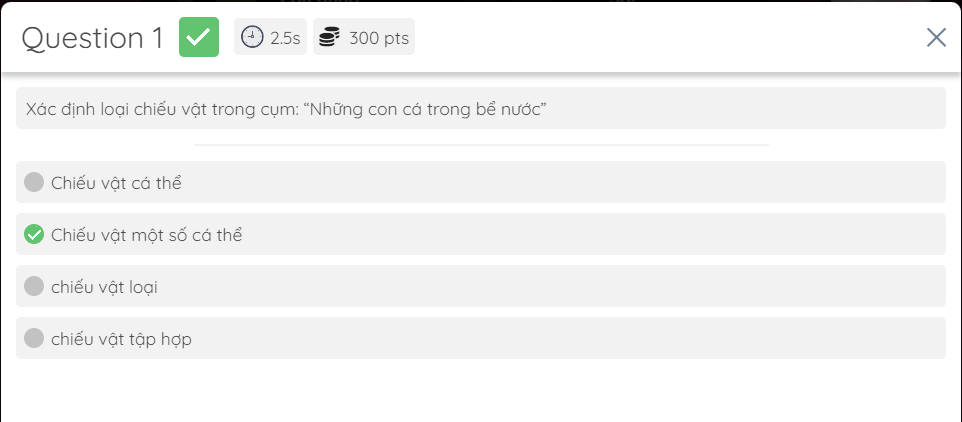 Question 1
2.5s
300 pts
Xác định loại chiếu vật trong cụm: “Những con cá trong bể nước”
Chiếu vật cá thể
Chiếu vật một số cá thể
chiếu vật loại
chiếu vật tập hợp